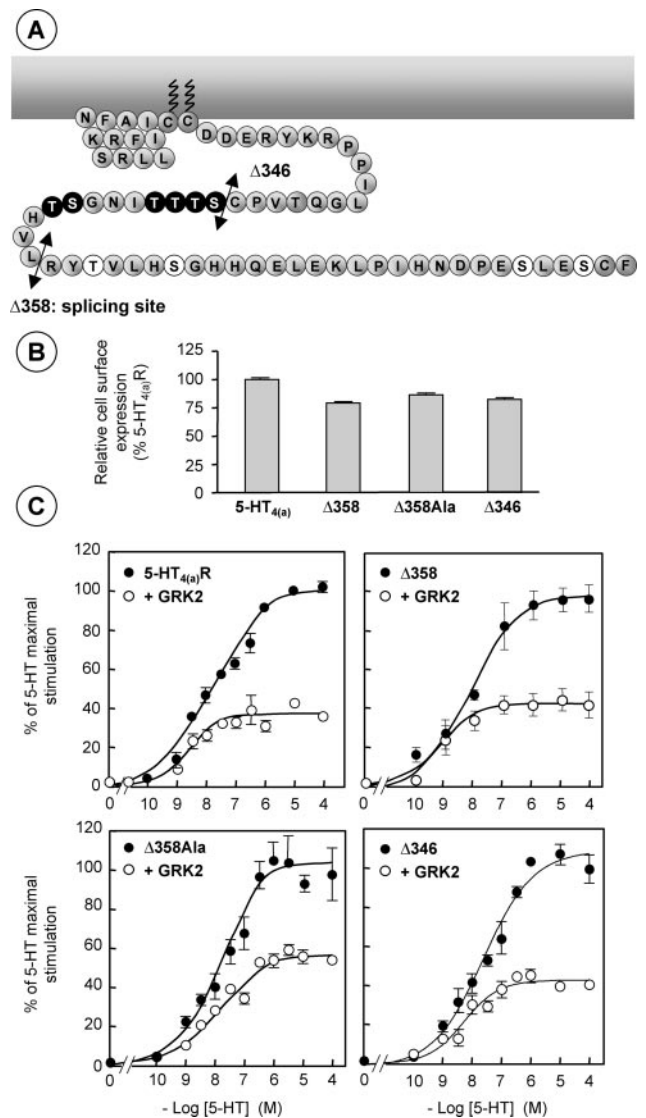 A
N F A I C C
D D E R Y K R P P I
K R F I
S R L L
Δ346
H T S G N I T T T S C P V T Q G L
V
L R Y T V L H S G H H Q E L E K L P I H N D P E S L E S C F
Δ358: splicing site
B
Relative cell surface
expression
(% 5-HT4(a)R)
125
100
75
50
25
0
5-HT4(a) Δ358 Δ358Ala Δ346
C
% of 5-HT maximal
stimulation
120
100
80
60
40
20
0
5-HT4(a)R
+ GRK2
0 10 9 8 7 6 5 4
Δ358
+ GRK2
0 10 9 8 7 6 5 4
% of 5-HT maximal
stimulation
120
100
80
60
40
20
0
Δ358Ala
+ GRK2
0 10 9 8 7 6 5 4
- Log [5-HT] (M)
Δ346
+ GRK2
0 10 9 8 7 6 5 4
- Log [5-HT] (M)